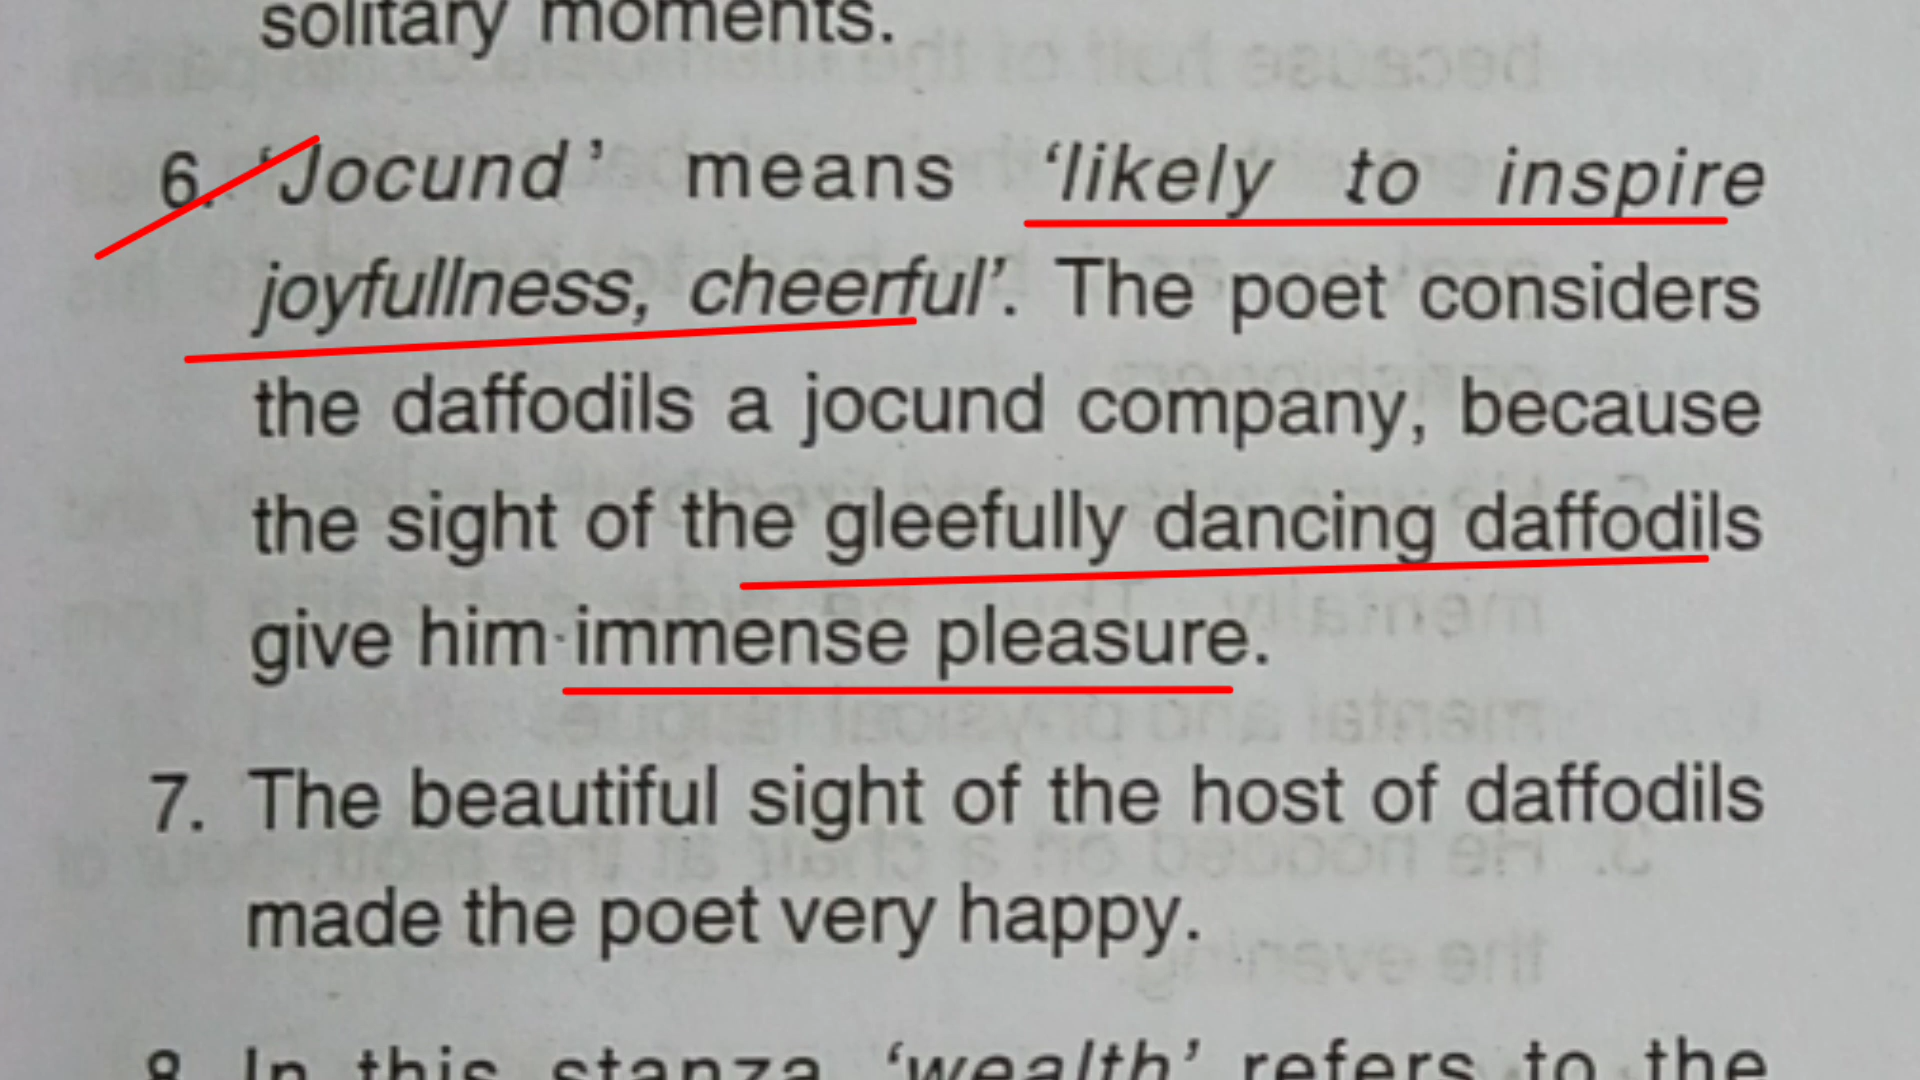 solitary moments.
6. 'Jocund' means 'likely to inspire
joyfullness, cheerful'. The poet considers
the daffodils a jocund company, because
the sight of the gleefully dancing daffodils
give him immense pleasure.
7. The beautiful sight of the host of daffodils
made the poet very happy.
8. In this stanza 'wealth' refers to the